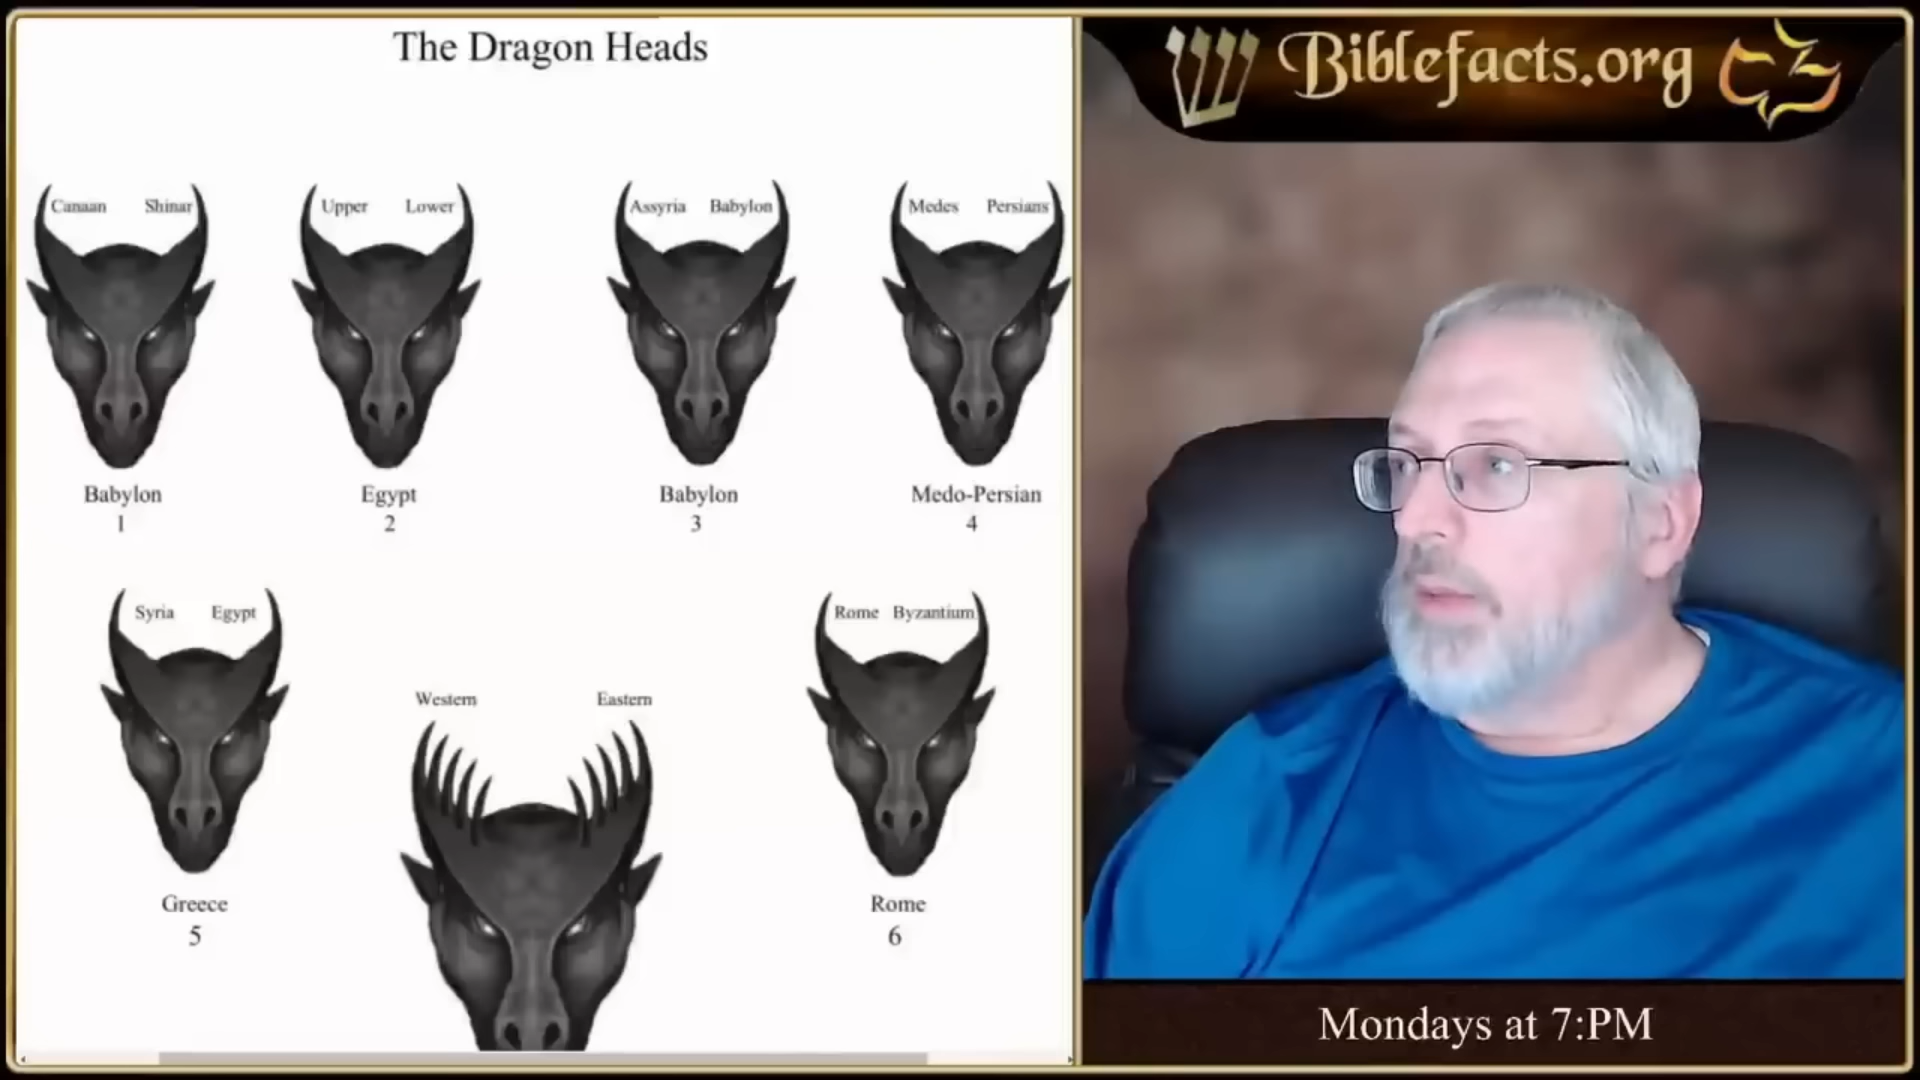 The Dragon Heads
Biblefacts.org
Canaan Shinar
Upper Lower
Assyria Babylon
Medes Persians
Babylon
1
Egypt
2
Babylon
3
Medo-Persian
4
Syria Egypt
Western Eastern
Rome Byzantium
Greece
5
Rome
6
Mondays at 7:PM